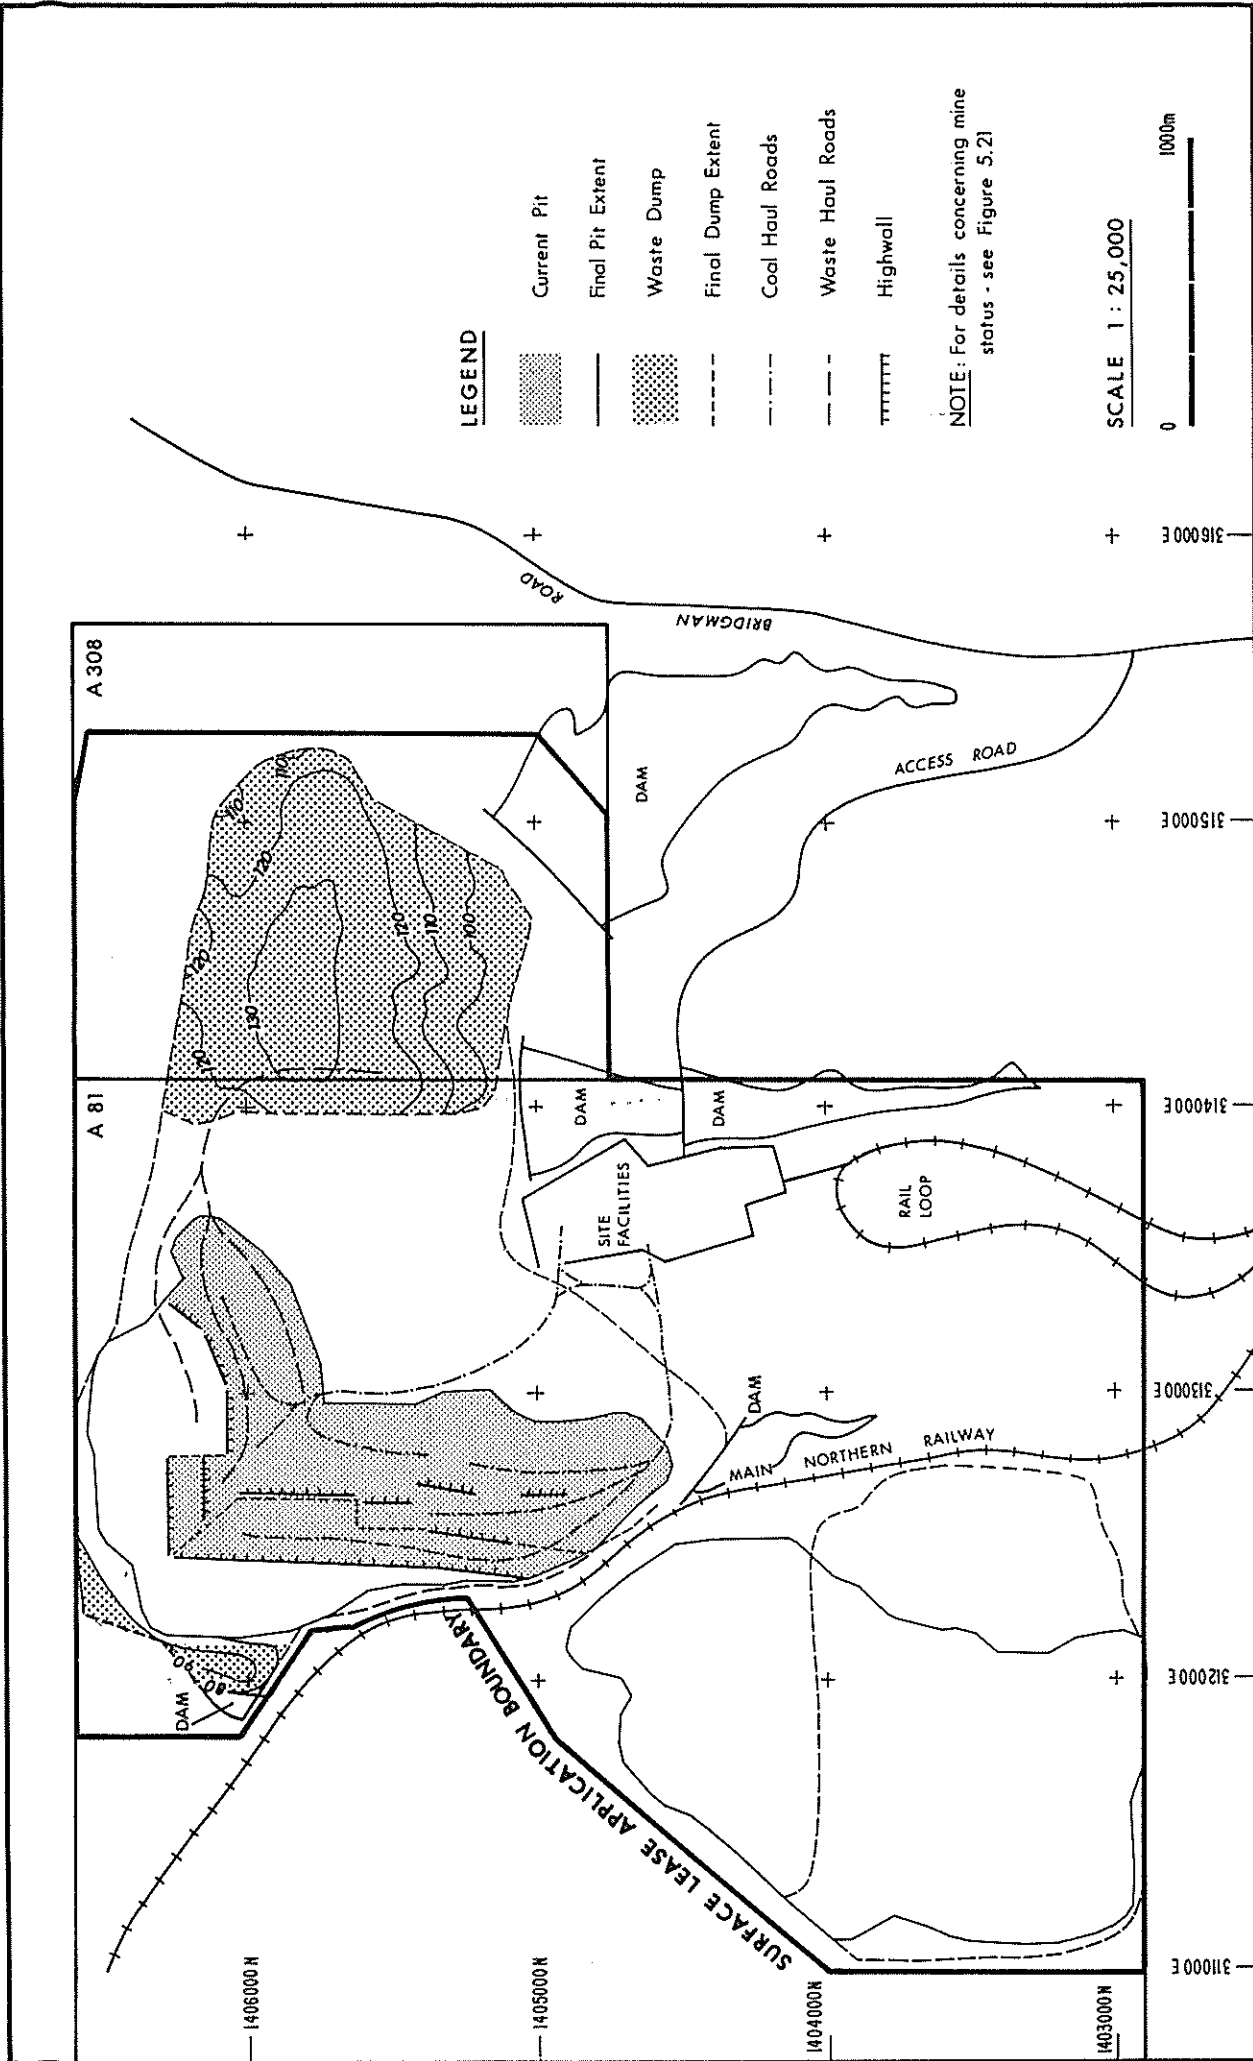 A 308
A 81
LEGEND
Current Pit
Final Pit Extent
Waste Dump
Final Dump Extent
Coal Haul Roads
Waste Haul Roads
Highwall
NOTE: For details concerning mine
status - see Figure 5.21
SCALE 1 : 25,000
0
1000m
ROAD
BRIDGMAN
ACCESS ROAD
DAM
110
110
120
120
120
130
120
110
100
DAM
DAM
SITE
FACILITIES
RAIL
LOOP
DAM
MAIN NORTHERN RAILWAY
90
80
DAM
SURFACE LEASE APPLICATION BOUNDARY
1406000N
1405000N
1404000N
1403000N
311000E
312000E
313000E
314000E
315000E
316000E